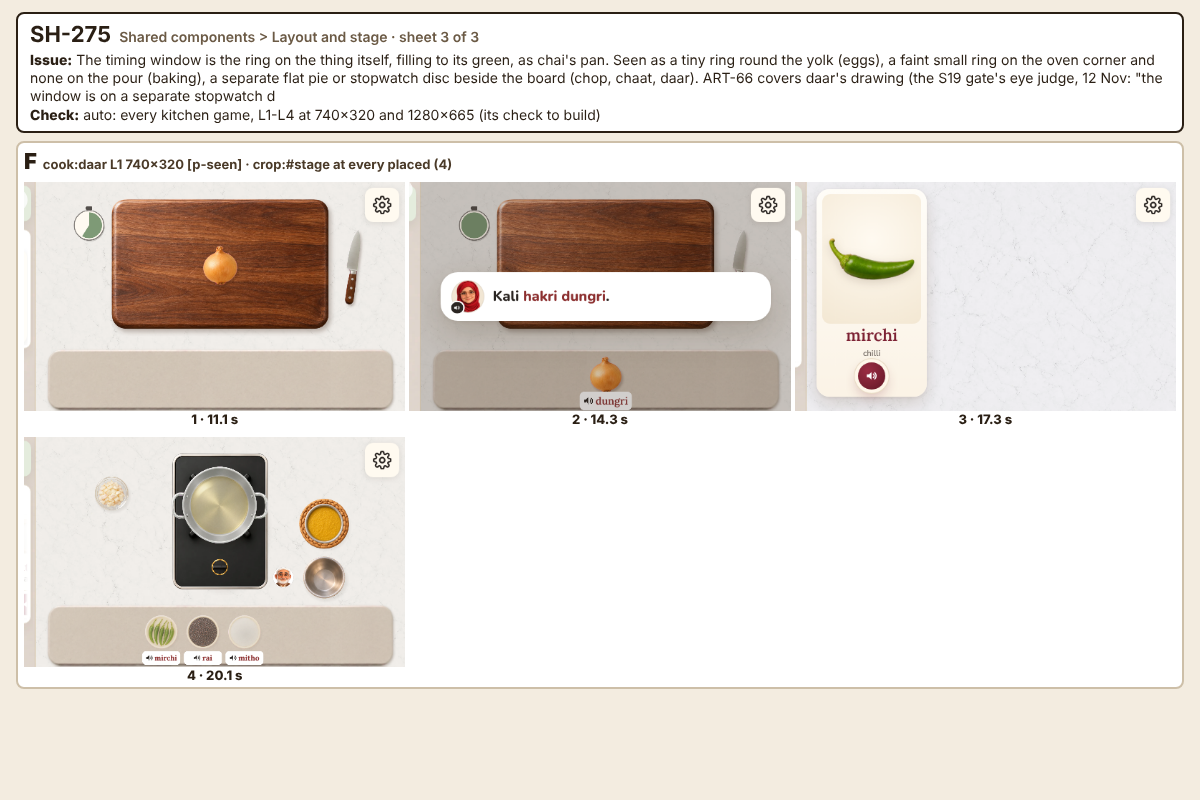 SH-275 Shared components > Layout and stage · sheet 3 of 3
Issue: The timing window is the ring on the thing itself, filling to its green, as chai's pan. Seen as a tiny ring round the yolk (eggs), a faint small ring on the oven corner and
none on the pour (baking), a separate flat pie or stopwatch disc beside the board (chop, chaat, daar). ART-66 covers daar's drawing (the S19 gate's eye judge, 12 Nov: "the
window is on a separate stopwatch d
Check: auto: every kitchen game, L1-L4 at 740×320 and 1280×665 (its check to build)
F cook:daar L1 740×320 [p-seen] · crop:#stage at every placed (4)
Kali hakri dungri.
dungri
mirchi
chilli
1 · 11.1 s
2 · 14.3 s
3 · 17.3 s
mirchi
rai
mitho
4 · 20.1 s